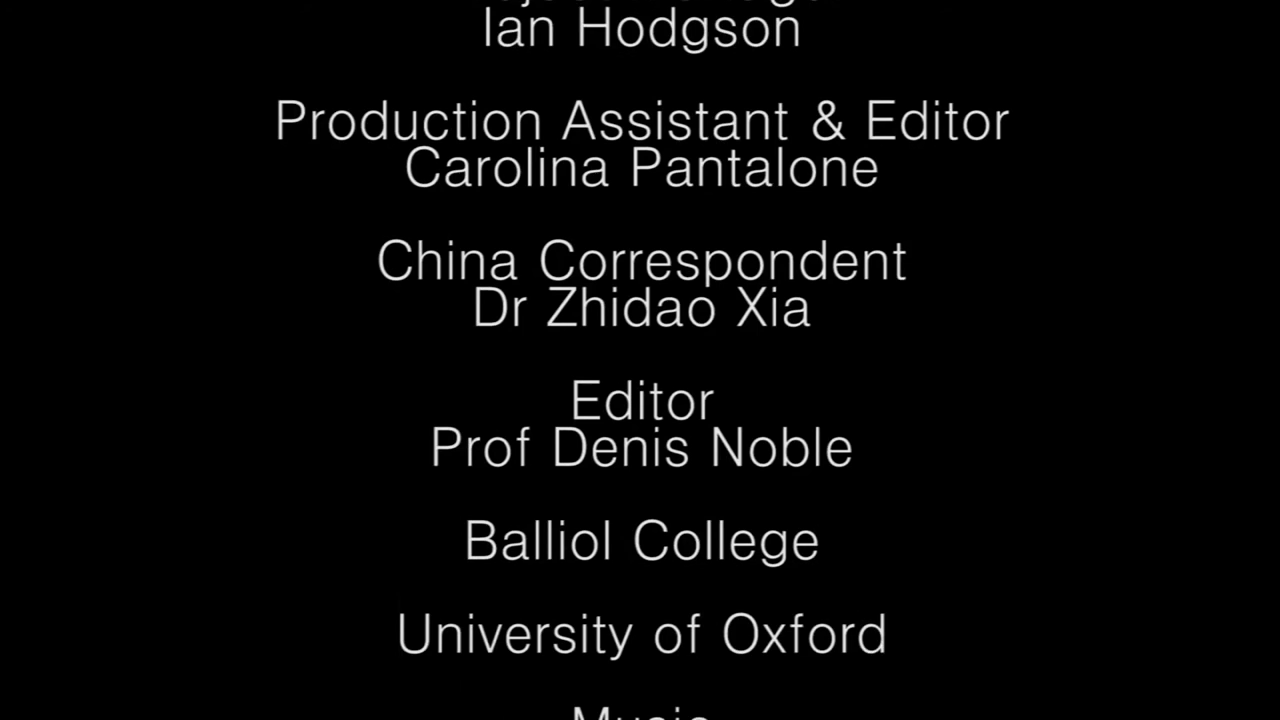 Ian Hodgson
Production Assistant & Editor
Carolina Pantalone
China Correspondent
Dr Zhidao Xia
Editor
Prof Denis Noble
Balliol College
University of Oxford
Music